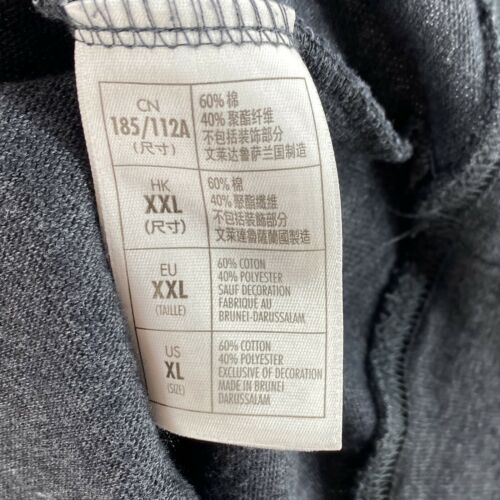 CN
185/112A
(尺寸)
60% 棉
40% 聚酯纤维
不包括装饰部分
文莱达鲁萨兰国制造
HK
XXL
(尺寸)
60% 棉
40% 聚酯纖維
不包括裝飾部分
文萊達魯薩蘭國製造
EU
XXL
(TAILLE)
60% COTON
40% POLYESTER
SAUF DECORATION
FABRIQUÉ AU
BRUNEI-DARUSSALAM
US
XL
(SIZE)
60% COTTON
40% POLYESTER
EXCLUSIVE OF DECORATION
MADE IN BRUNEI
DARUSSALAM